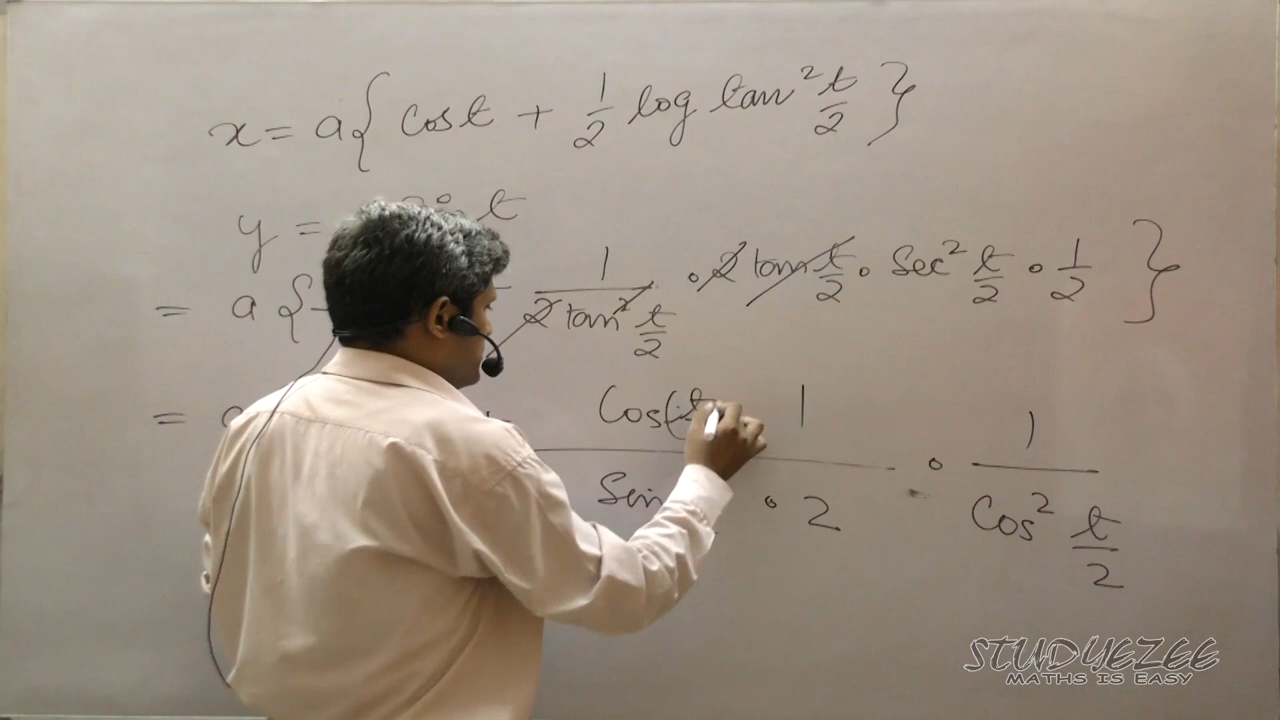 x = a{ cos t + 1/2 log tan² t/2 }
y = t
= a{ - 1/(2 tan² t/2) · 2 tan t/2 · Sec² t/2 · 1/2 }
= Cos(t 1 / Sin · 2 · 1/(Cos² t/2)
STUDYEZEE
MATHS IS EASY